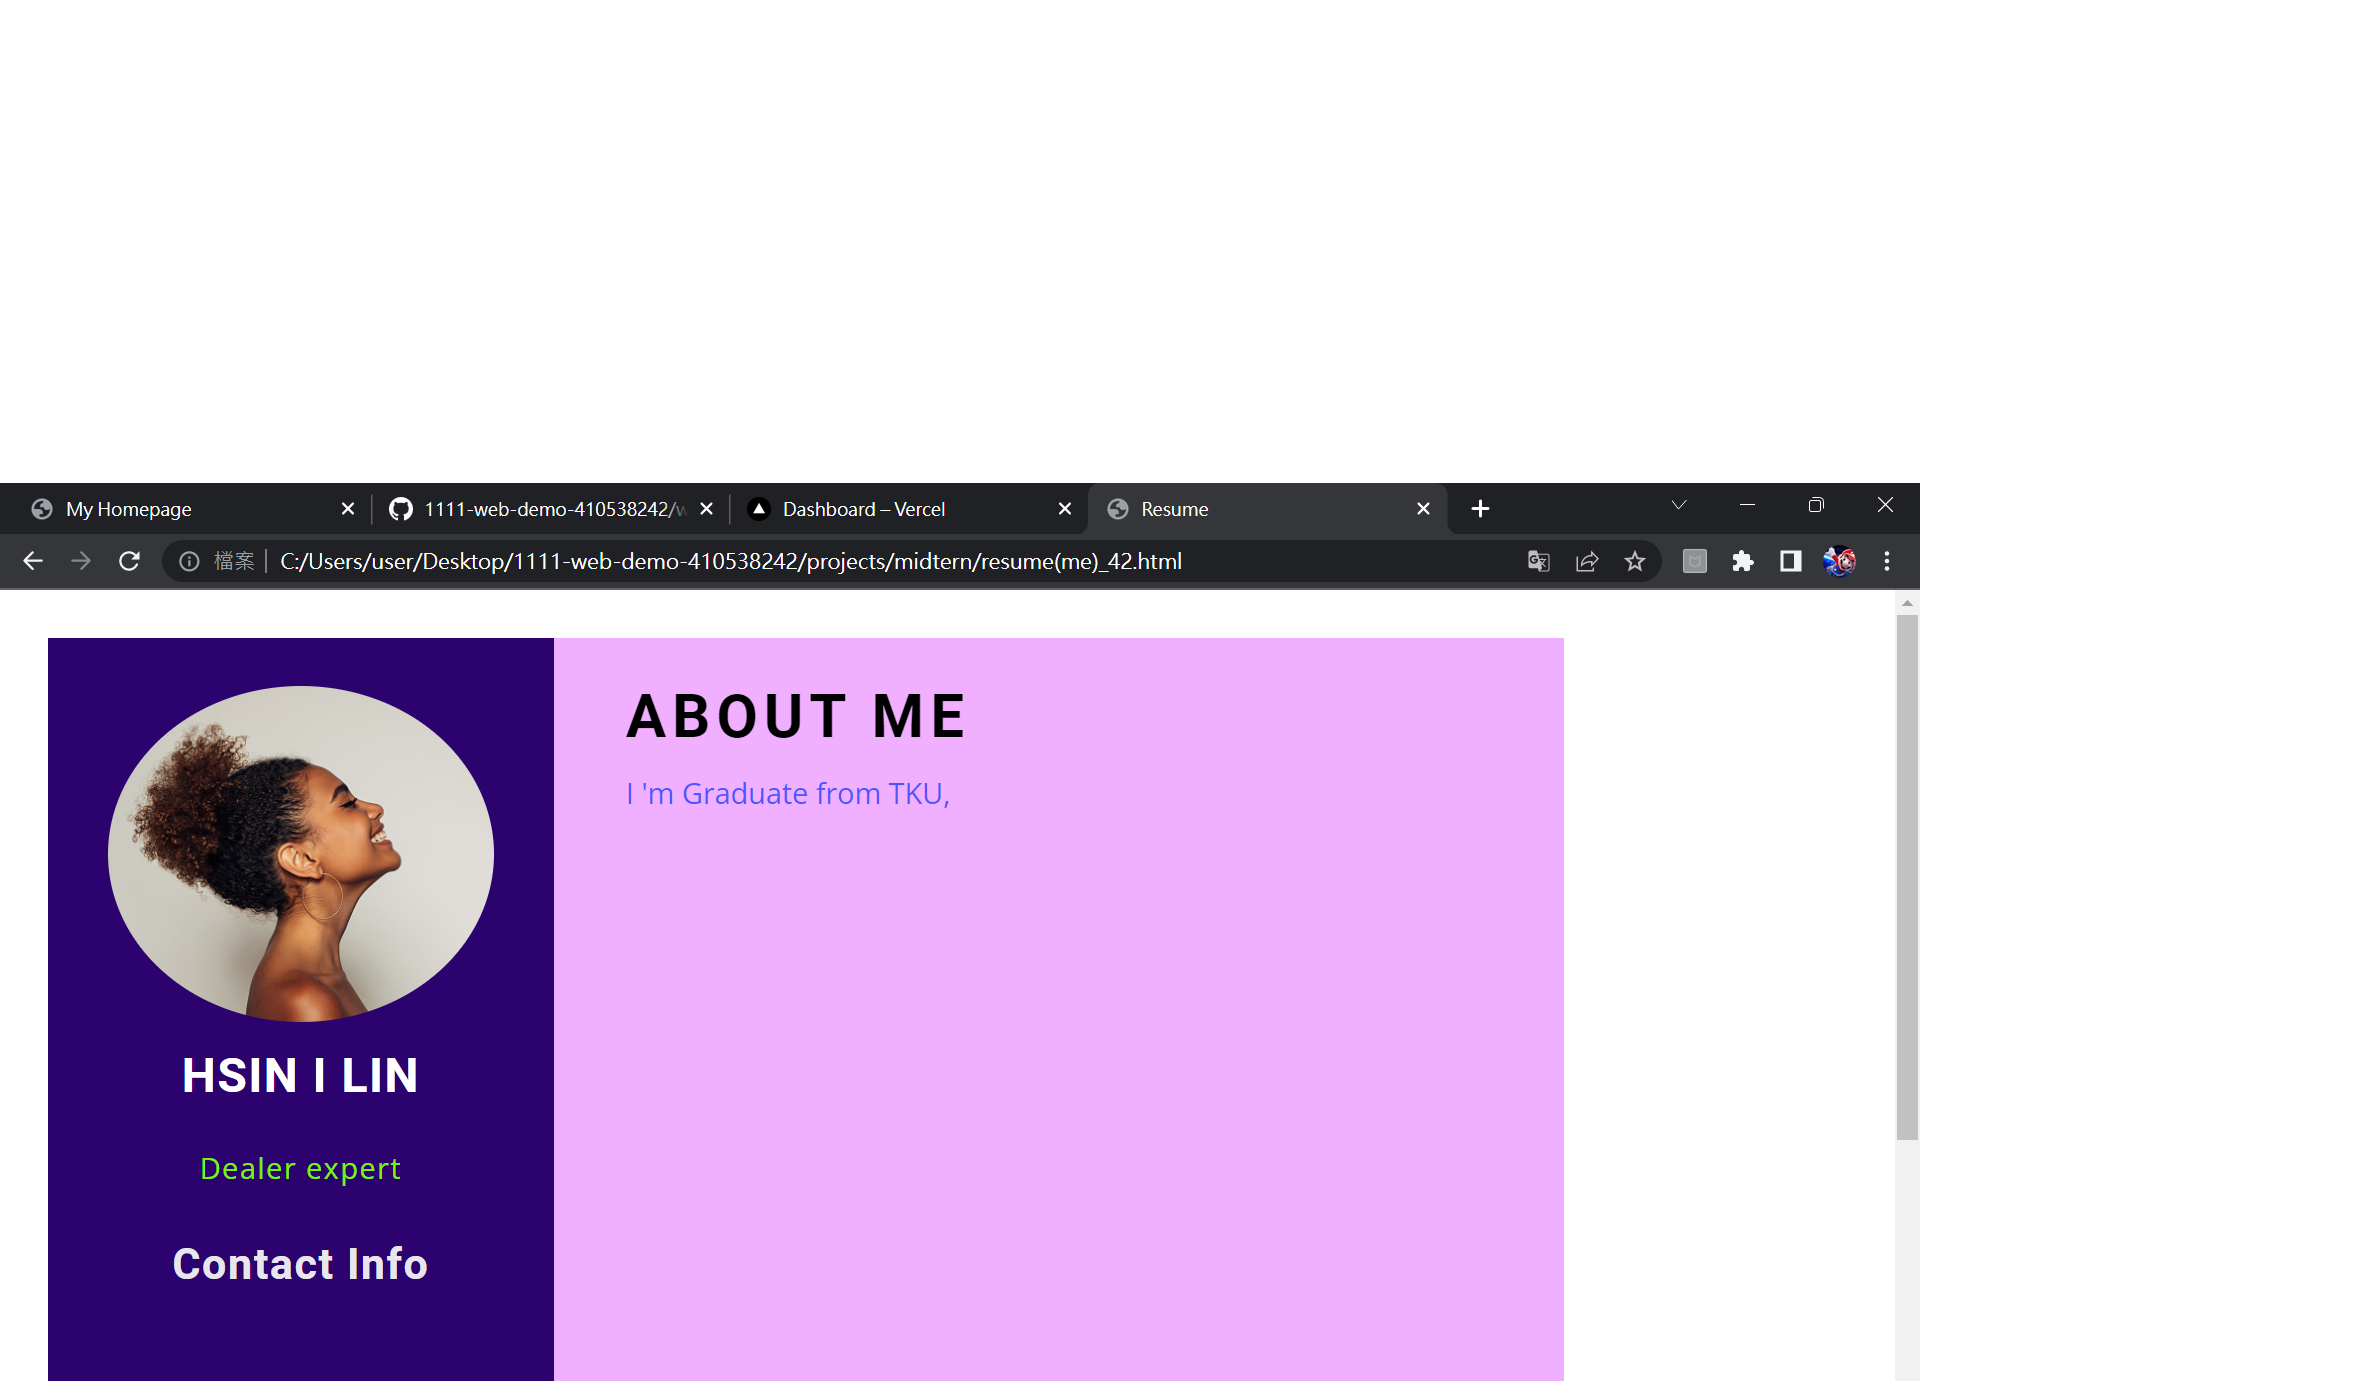 My Homepage
1111-web-demo-410538242/w
Dashboard – Vercel
Resume
檔案
C:/Users/user/Desktop/1111-web-demo-410538242/projects/midtern/resume(me)_42.html
ABOUT ME
I 'm Graduate from TKU,
HSIN I LIN
Dealer expert
Contact Info